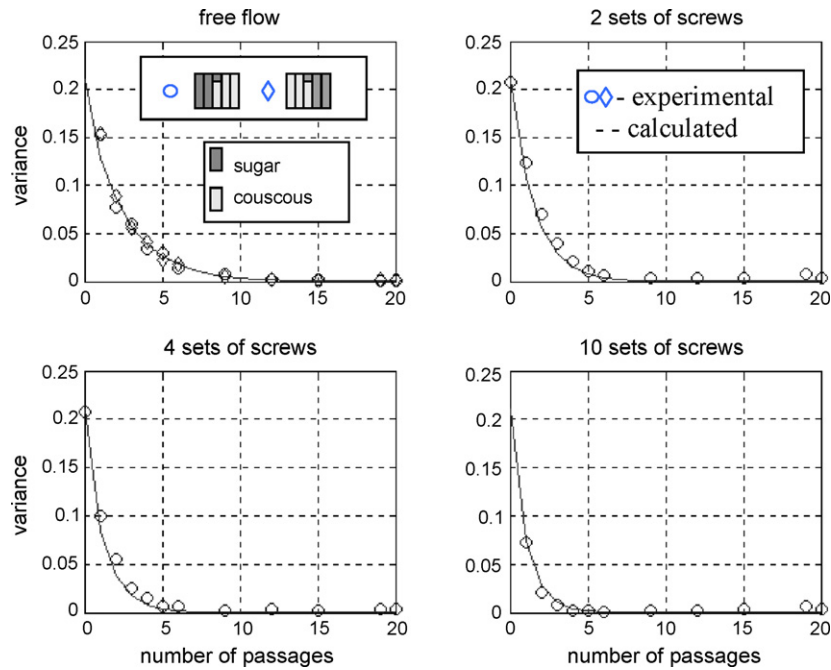 free flow
0.25
0.2
0.15
0.1
0.05
0
variance
sugar
couscous
0 5 10 15 20
2 sets of screws
0.25
0.2
0.15
0.1
0.05
0
- experimental
-- calculated
0 5 10 15 20
4 sets of screws
0.25
0.2
0.15
0.1
0.05
0
variance
0 5 10 15 20
number of passages
10 sets of screws
0.25
0.2
0.15
0.1
0.05
0
0 5 10 15 20
number of passages